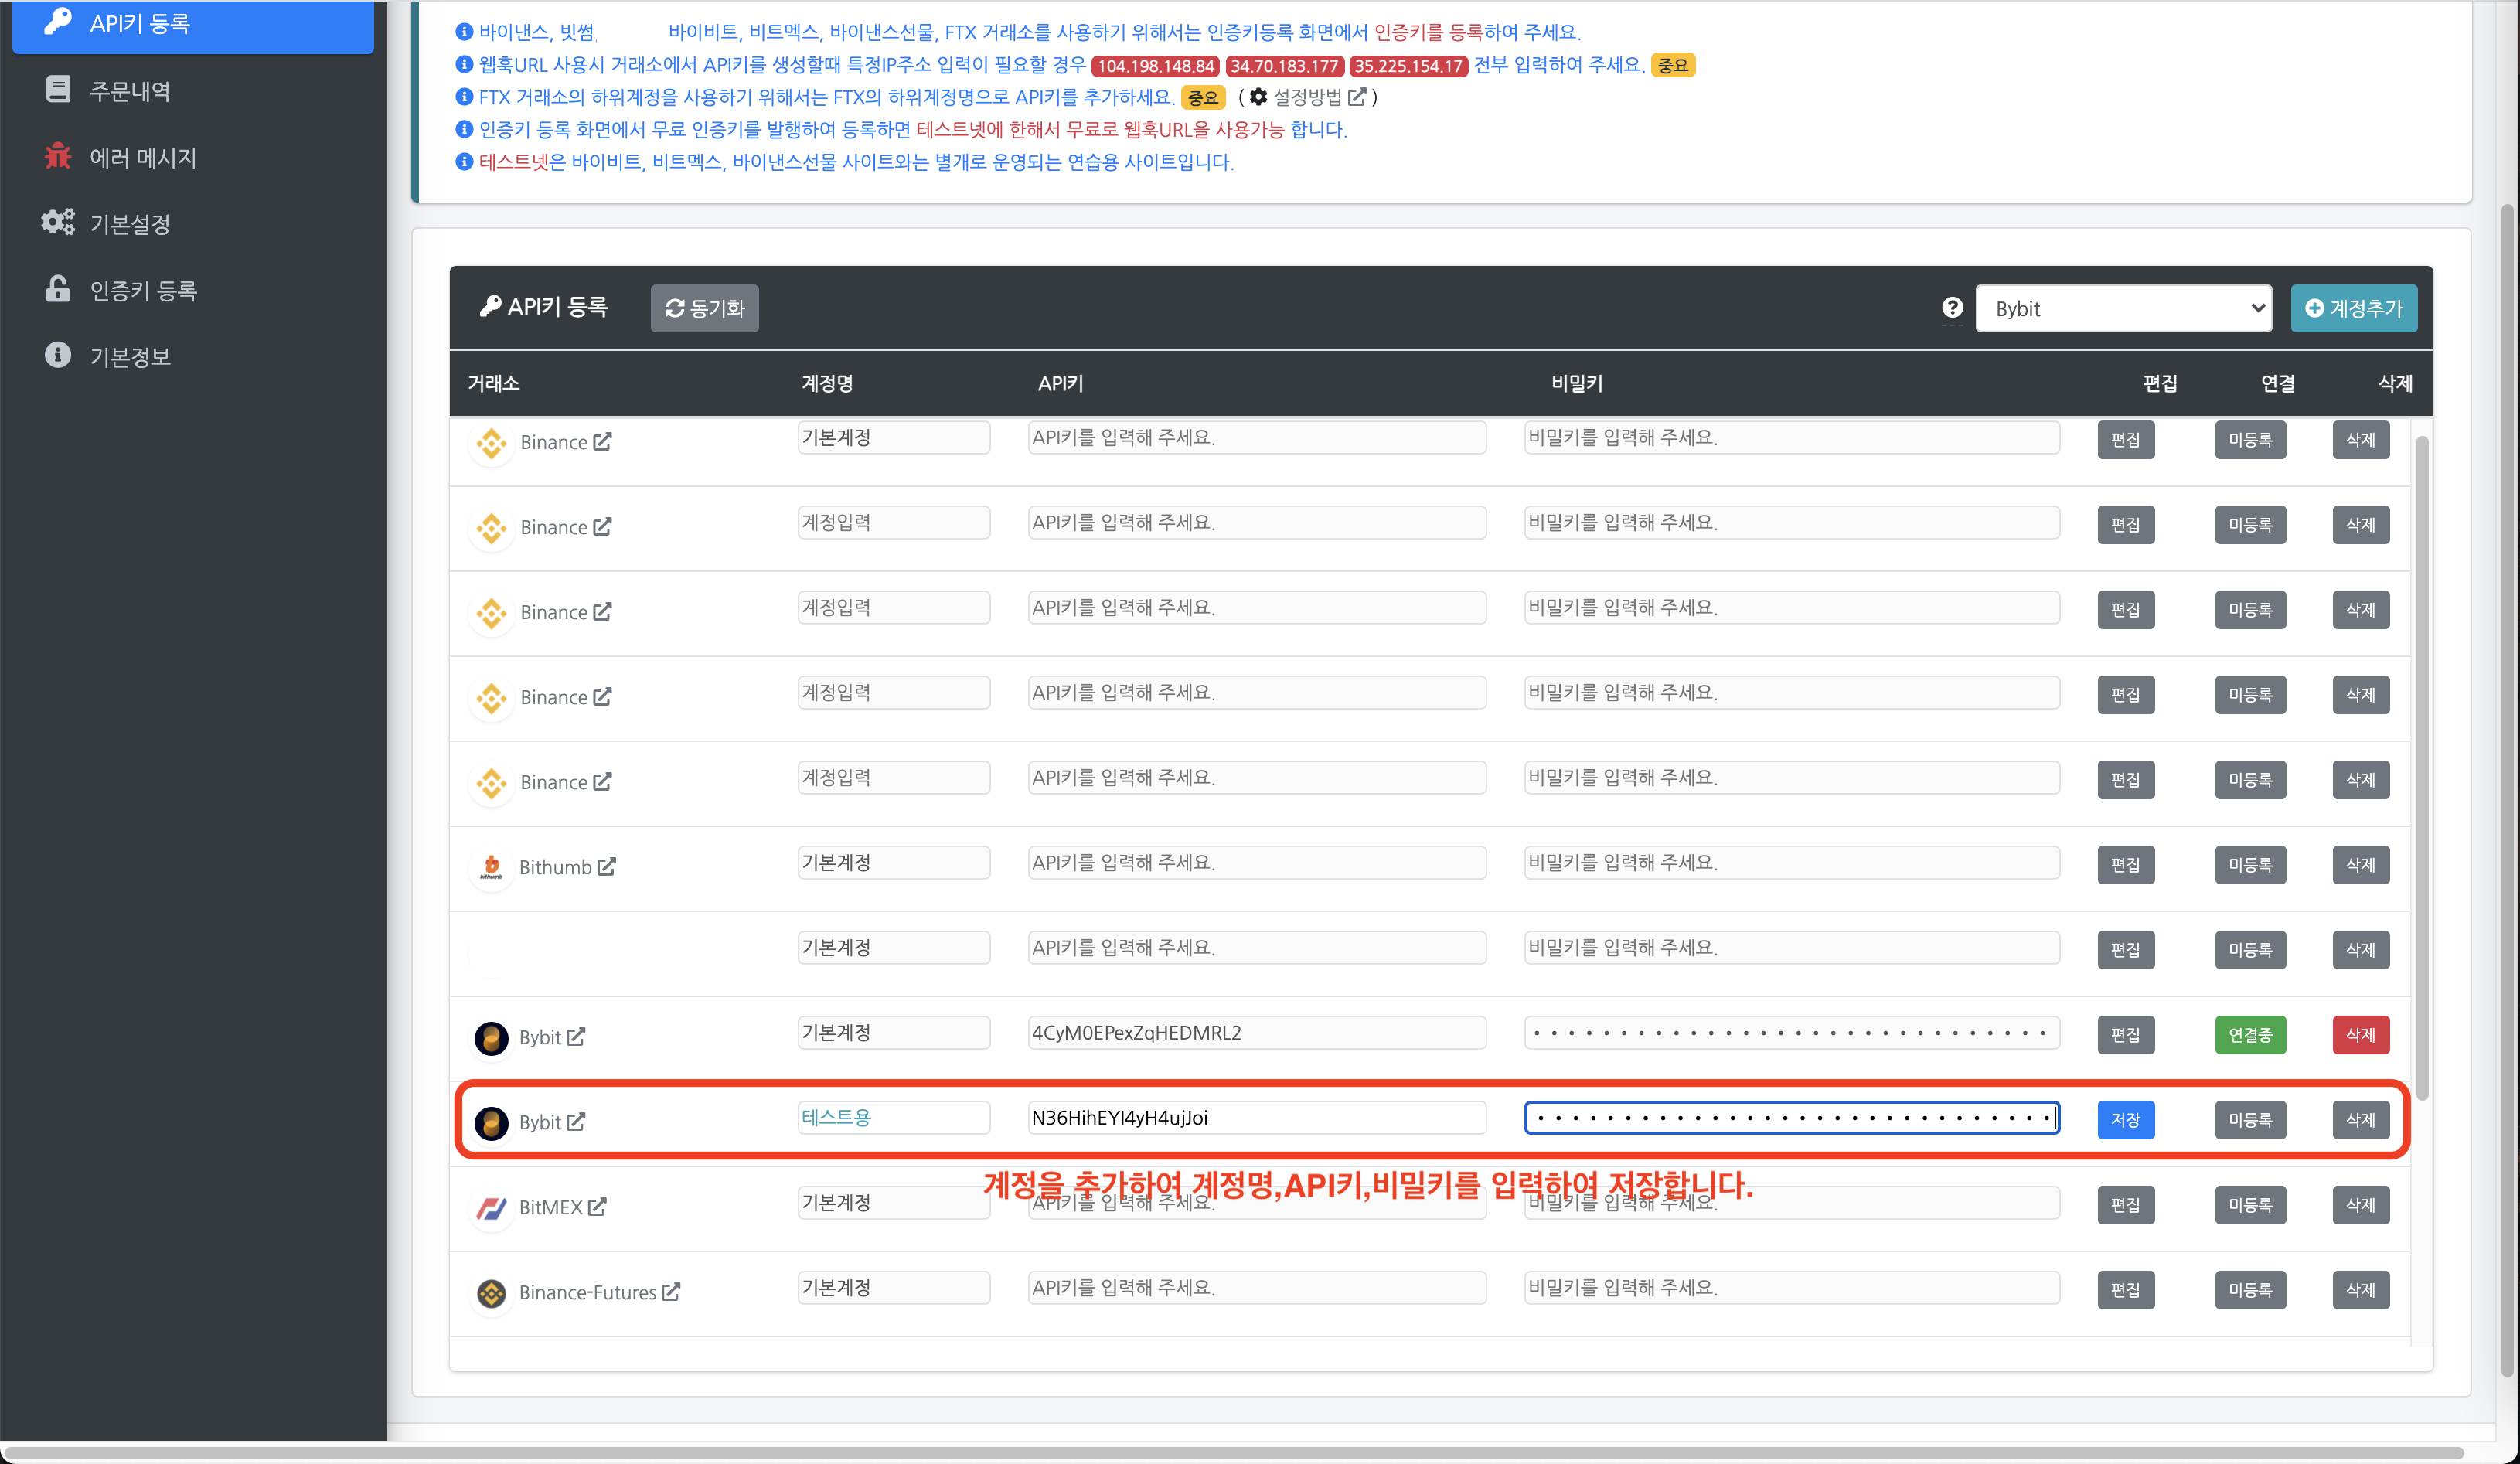 API키 등록
주문내역
에러 메시지
기본설정
인증키 등록
기본정보
바이낸스, 빗썸, 바이비트, 비트멕스, 바이낸스선물, FTX 거래소를 사용하기 위해서는 인증키등록 화면에서 인증키를 등록하여 주세요.
웹훅URL 사용시 거래소에서 API키를 생성할때 특정IP주소 입력이 필요할 경우 104.198.148.84 34.70.183.177 35.225.154.17 전부 입력하여 주세요. 중요
FTX 거래소의 하위계정을 사용하기 위해서는 FTX의 하위계정명으로 API키를 추가하세요. 중요 ( 설정방법 )
인증키 등록 화면에서 무료 인증키를 발행하여 등록하면 테스트넷에 한해서 무료로 웹훅URL을 사용가능 합니다.
테스트넷은 바이비트, 비트멕스, 바이낸스선물 사이트와는 별개로 운영되는 연습용 사이트입니다.
API키 등록 동기화 Bybit 계정추가
거래소 계정명 API키 비밀키 편집 연결 삭제
Binance 기본계정 API키를 입력해 주세요. 비밀키를 입력해 주세요. 편집 미등록 삭제
Binance 계정입력 API키를 입력해 주세요. 비밀키를 입력해 주세요. 편집 미등록 삭제
Binance 계정입력 API키를 입력해 주세요. 비밀키를 입력해 주세요. 편집 미등록 삭제
Binance 계정입력 API키를 입력해 주세요. 비밀키를 입력해 주세요. 편집 미등록 삭제
Binance 계정입력 API키를 입력해 주세요. 비밀키를 입력해 주세요. 편집 미등록 삭제
bithumb Bithumb 기본계정 API키를 입력해 주세요. 비밀키를 입력해 주세요. 편집 미등록 삭제
기본계정 API키를 입력해 주세요. 비밀키를 입력해 주세요. 편집 미등록 삭제
Bybit 기본계정 4CyM0EPexZqHEDMRL2 편집 연결중 삭제
Bybit 테스트용 N36HihEYI4yH4ujJoi 저장 미등록 삭제
계정을 추가하여 계정명,API키,비밀키를 입력하여 저장합니다.
BitMEX 기본계정 API키를 입력해 주세요. 비밀키를 입력해 주세요. 편집 미등록 삭제
Binance-Futures 기본계정 API키를 입력해 주세요. 비밀키를 입력해 주세요. 편집 미등록 삭제